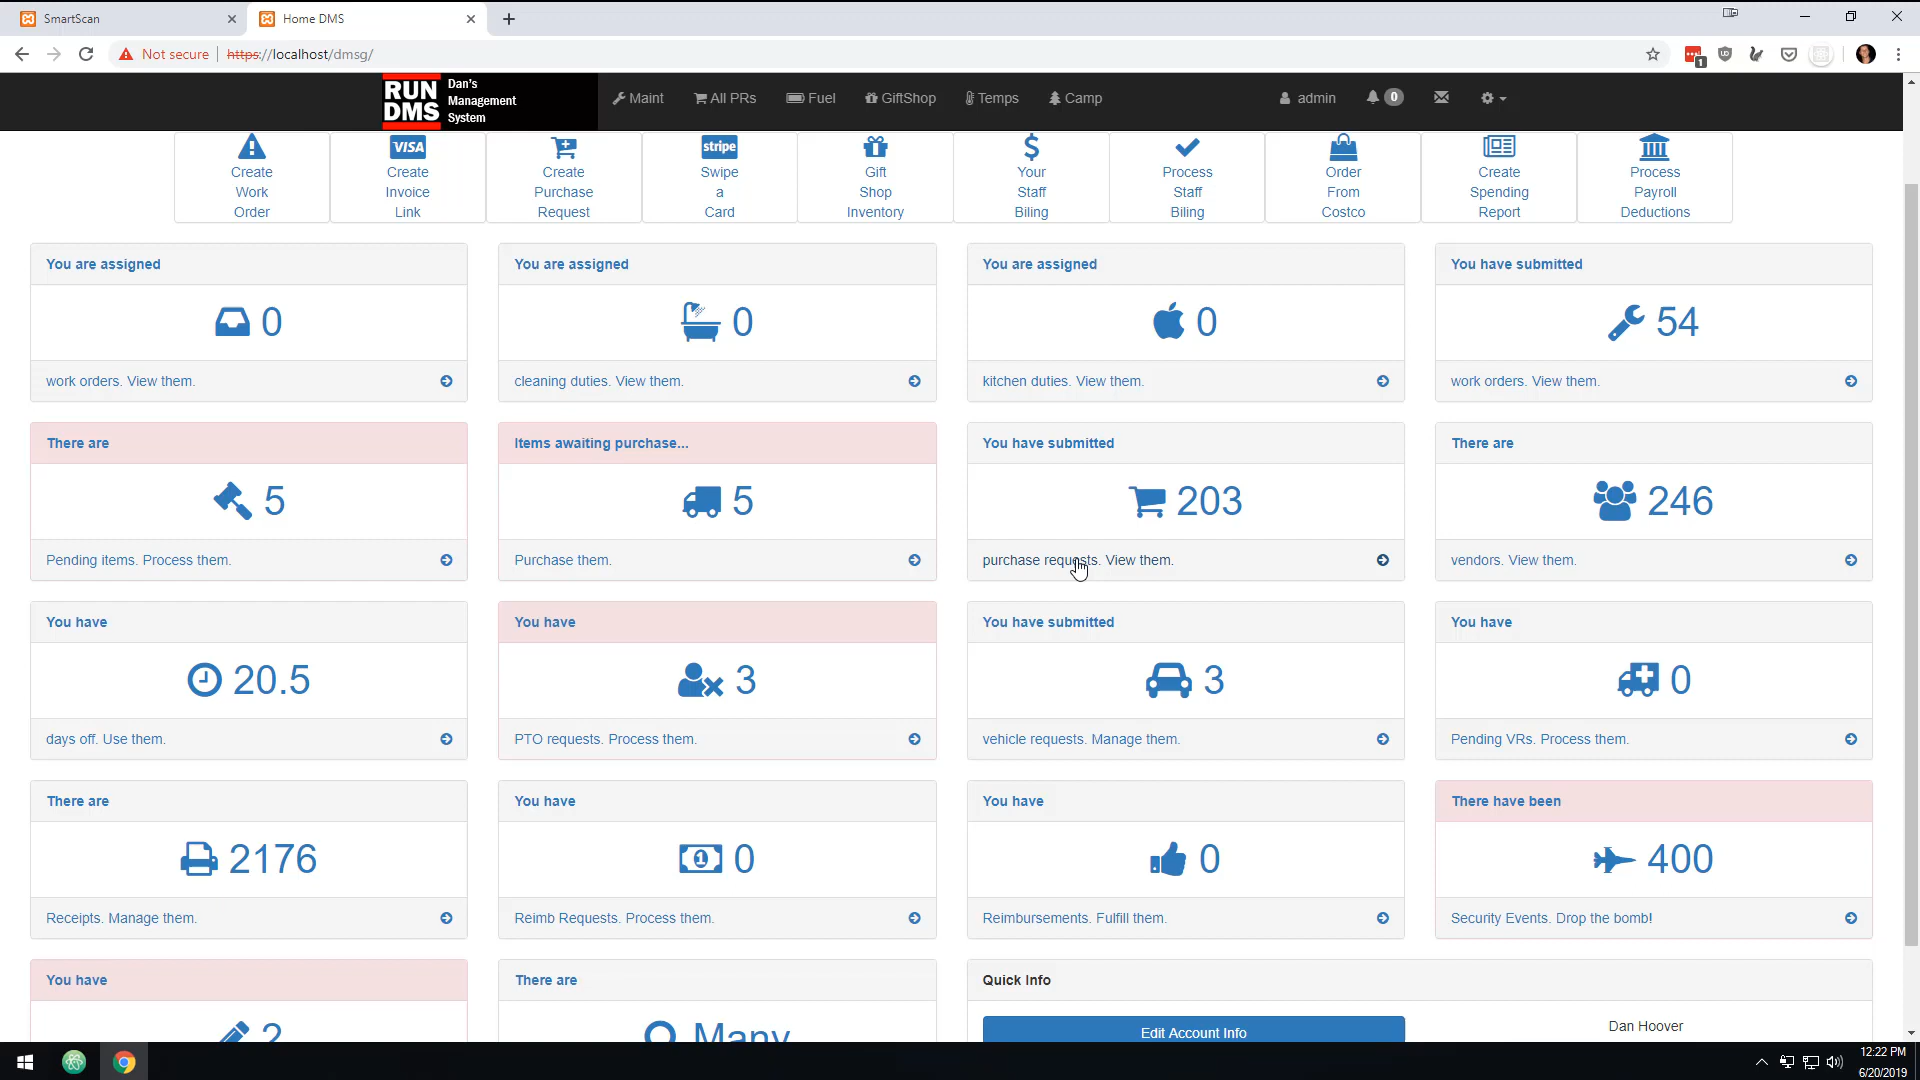 SmartScan
Home DMS
Not secure
https://localhost/dmsg/
1
RUN
DMS
Dan's
Management
System
Maint
All PRs
Fuel
GiftShop
Temps
Camp
admin
0
Create
Work
Order
VISA
Create
Invoice
Link
Create
Purchase
Request
stripe
Swipe
a
Card
Gift
Shop
Inventory
Your
Staff
Biling
Process
Staff
Biling
Order
From
Costco
Create
Spending
Report
Process
Payroll
Deductions
You are assigned
0
work orders. View them.
You are assigned
0
cleaning duties. View them.
You are assigned
0
kitchen duties. View them.
You have submitted
54
work orders. View them.
There are
5
Pending items. Process them.
Items awaiting purchase...
5
Purchase them.
You have submitted
203
purchase requests. View them.
There are
246
vendors. View them.
You have
20.5
days off. Use them.
You have
3
PTO requests. Process them.
You have submitted
3
vehicle requests. Manage them.
You have
0
Pending VRs. Process them.
There are
2176
Receipts. Manage them.
You have
0
Reimb Requests. Process them.
You have
0
Reimbursements. Fulfill them.
There have been
400
Security Events. Drop the bomb!
You have
2
There are
Many
Quick Info
Edit Account Info
Dan Hoover
12:22 PM
6/20/2019